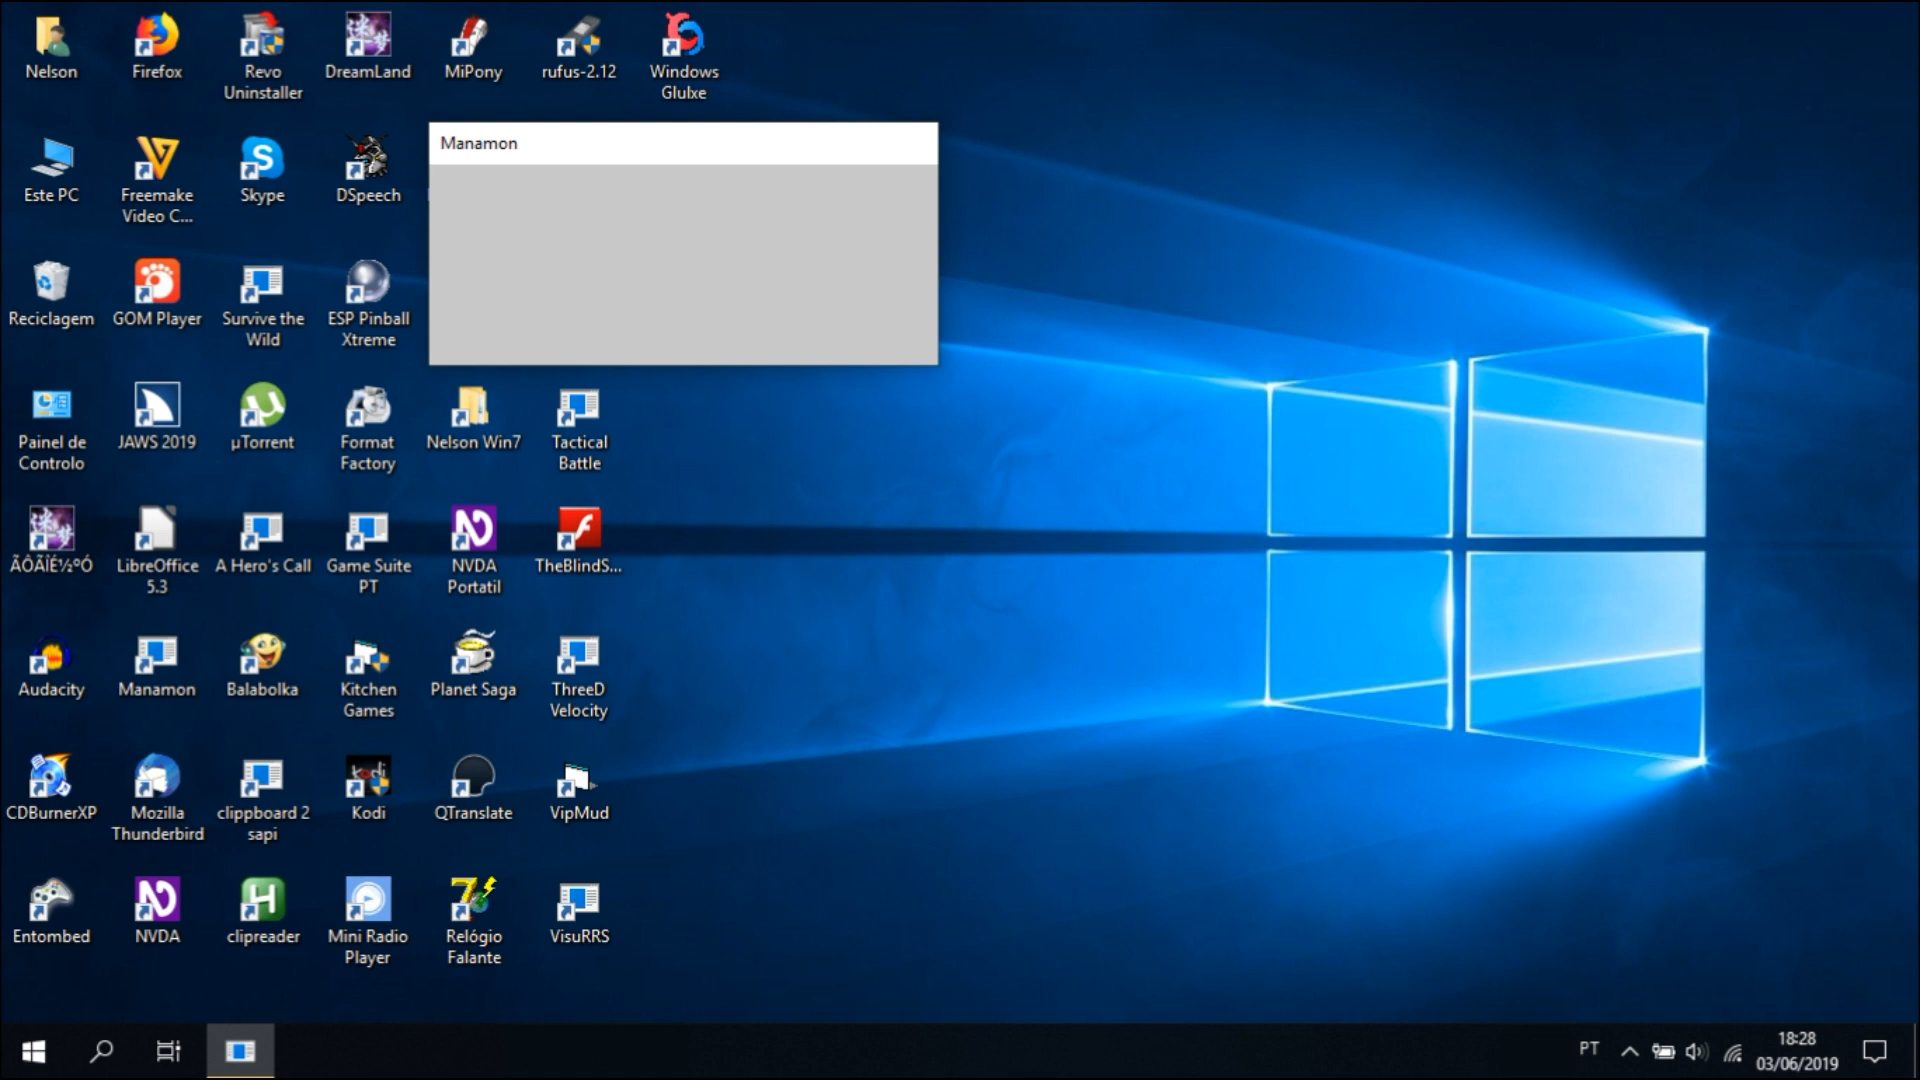 Nelson
Firefox
Revo
Uninstaller
DreamLand
MiPony
rufus-2.12
Windows
Glulxe
Manamon
Este PC
Freemake
Video C...
Skype
DSpeech
Reciclagem
GOM Player
Survive the
Wild
ESP Pinball
Xtreme
Painel de
Controlo
JAWS 2019
µTorrent
Format
Factory
Nelson Win7
Tactical
Battle
ÃÔÃÎÉ½ºÓ
LibreOffice
5.3
A Hero's Call
Game Suite
PT
NVDA
Portatil
TheBlindS...
Audacity
Manamon
Balabolka
Kitchen
Games
Planet Saga
ThreeD
Velocity
CDBurnerXP
Mozilla
Thunderbird
clippboard 2
sapi
Kodi
QTranslate
VipMud
Entombed
NVDA
clipreader
Mini Radio
Player
Relógio
Falante
VisuRRS
PT
18:28
03/06/2019